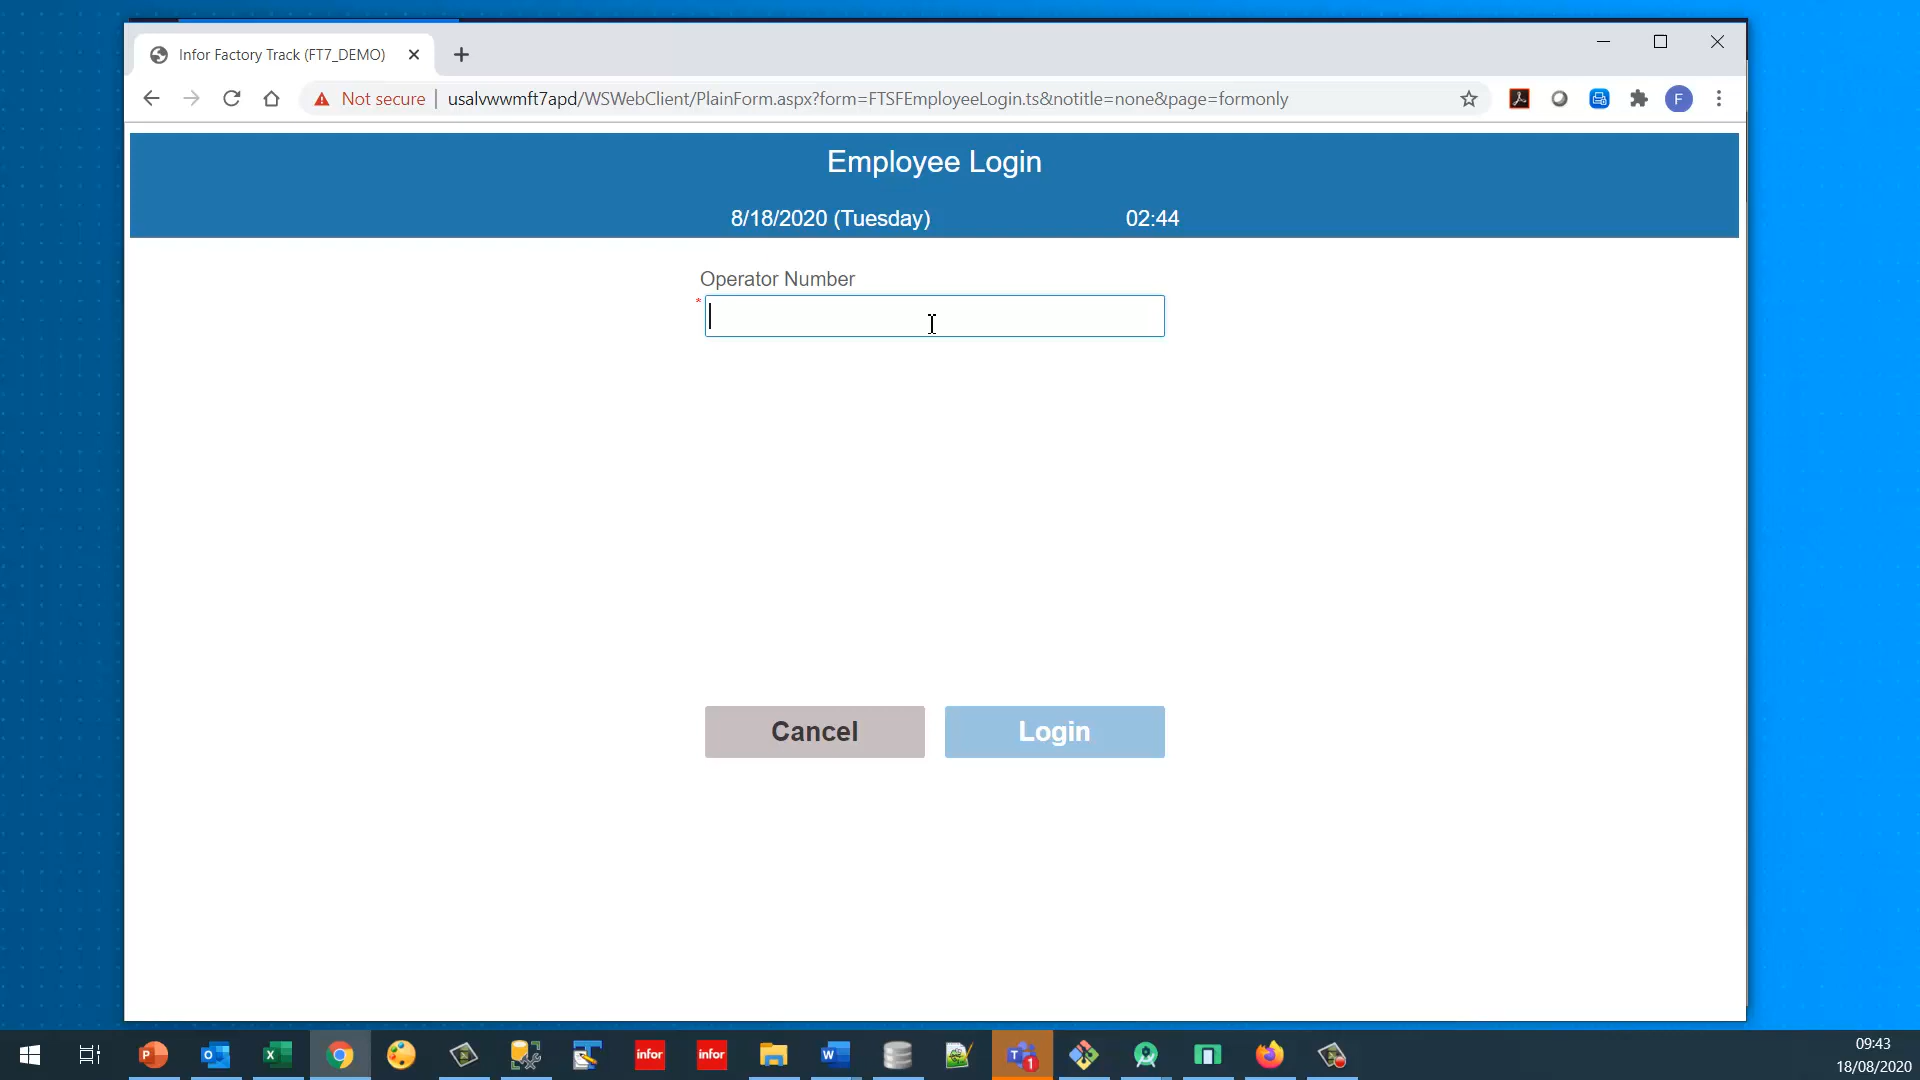 Infor Factory Track (FT7_DEMO)
Not secure | usalvwwmft7apd/WSWebClient/PlainForm.aspx?form=FTSFEmployeeLogin.ts&notitle=none&page=formonly
F
Employee Login
8/18/2020 (Tuesday) 02:44
Operator Number
*
Cancel Login
infor infor
1
09:43
18/08/2020